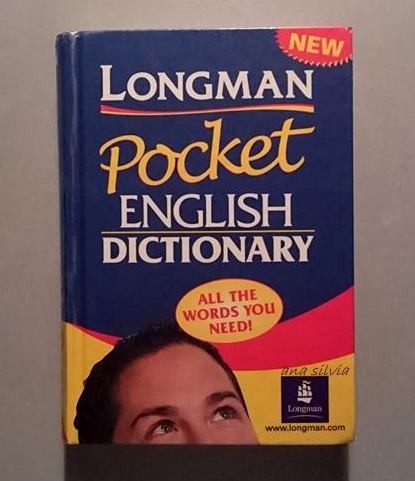 NEW
LONGMAN
Pocket
ENGLISH
DICTIONARY
ALL THE
WORDS YOU
NEED!
ana silvia
Longman
www.longman.com